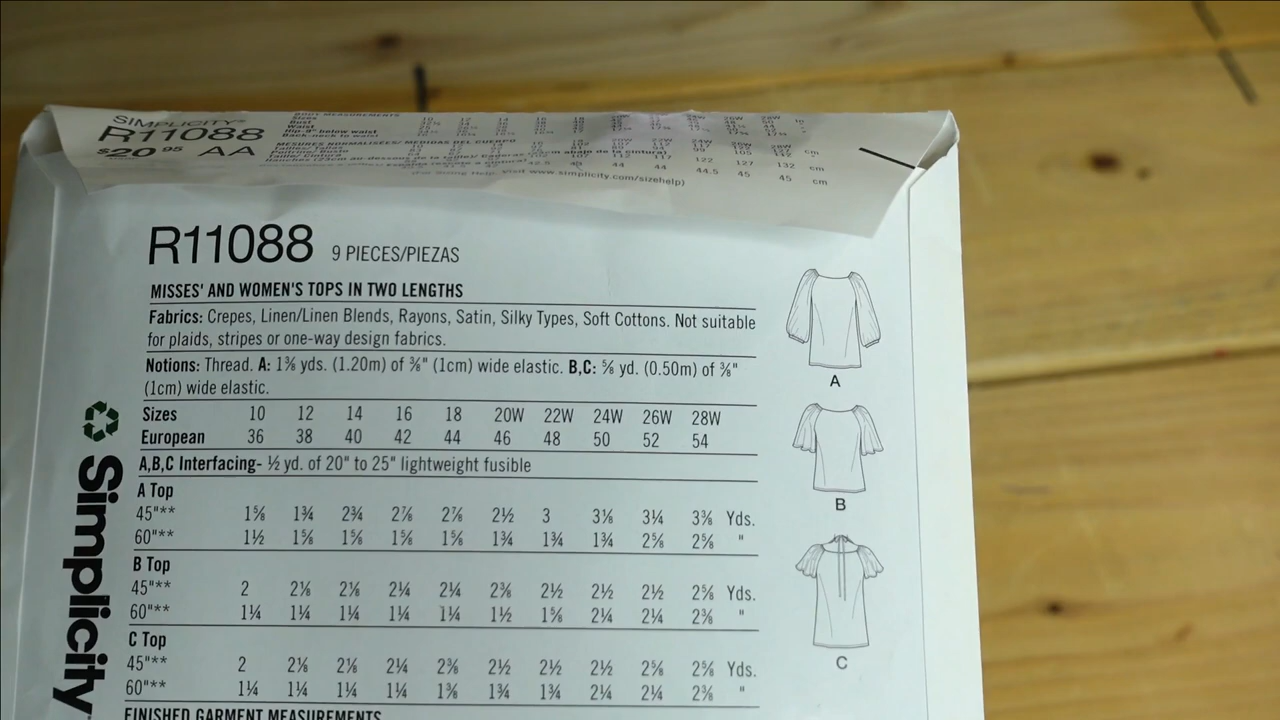 SIMPLICITY®
R11088
$20 95 AA
BODY MEASUREMENTS
(For Sizing Help, visit www.simplicity.com/sizehelp)
R11088 9 PIECES/PIEZAS
MISSES' AND WOMEN'S TOPS IN TWO LENGTHS
Fabrics: Crepes, Linen/Linen Blends, Rayons, Satin, Silky Types, Soft Cottons. Not suitable
for plaids, stripes or one-way design fabrics.
Notions: Thread. A: 1⅜ yds. (1.20m) of ⅜" (1cm) wide elastic. B,C: ⅝ yd. (0.50m) of ⅜"
(1cm) wide elastic.
Sizes 10 12 14 16 18 20W 22W 24W 26W 28W
European 36 38 40 42 44 46 48 50 52 54
A,B,C Interfacing- ½ yd. of 20" to 25" lightweight fusible
A Top
45"** 1⅝ 1¾ 2¾ 2⅞ 2⅞ 2½ 3 3⅛ 3¼ 3⅜ Yds.
60"** 1½ 1⅝ 1⅝ 1⅝ 1⅝ 1¾ 1¾ 1¾ 2⅝ 2⅝ "
B Top
45"** 2 2⅛ 2⅛ 2¼ 2¼ 2⅜ 2½ 2½ 2½ 2⅝ Yds.
60"** 1¼ 1¼ 1¼ 1¼ 1¼ 1½ 1⅝ 2¼ 2¼ 2⅜ "
C Top
45"** 2 2⅛ 2⅛ 2¼ 2⅜ 2½ 2½ 2½ 2⅝ 2⅝ Yds.
60"** 1¼ 1¼ 1¼ 1¼ 1⅜ 1¾ 1¾ 2¼ 2¼ 2⅜ "
FINISHED GARMENT MEASUREMENTS
Simplicity
A
B
C